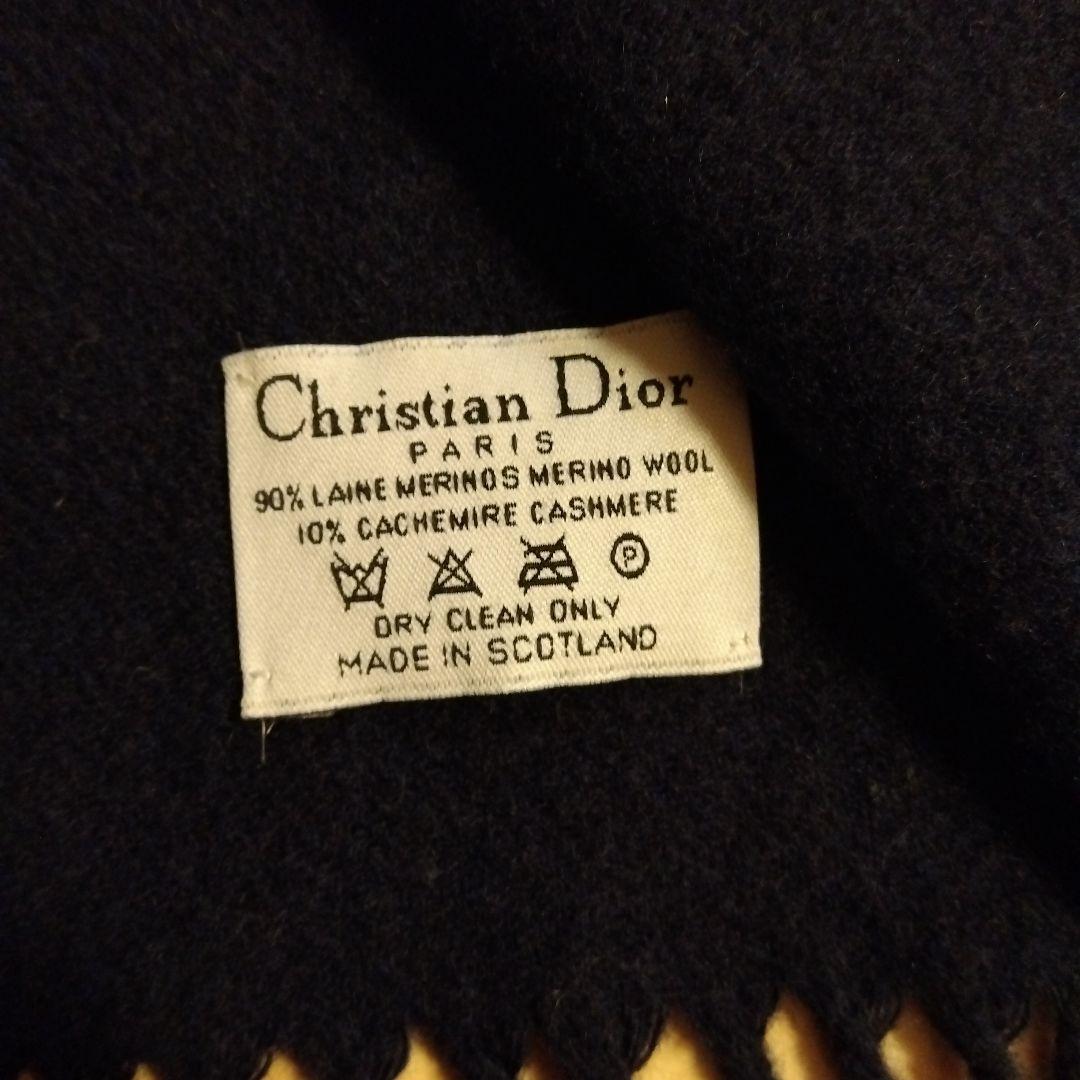 Christian Dior
PARIS
90% LAINE MERINOS MERINO WOOL
10% CACHEMIRE CASHMERE
P
DRY CLEAN ONLY
MADE IN SCOTLAND